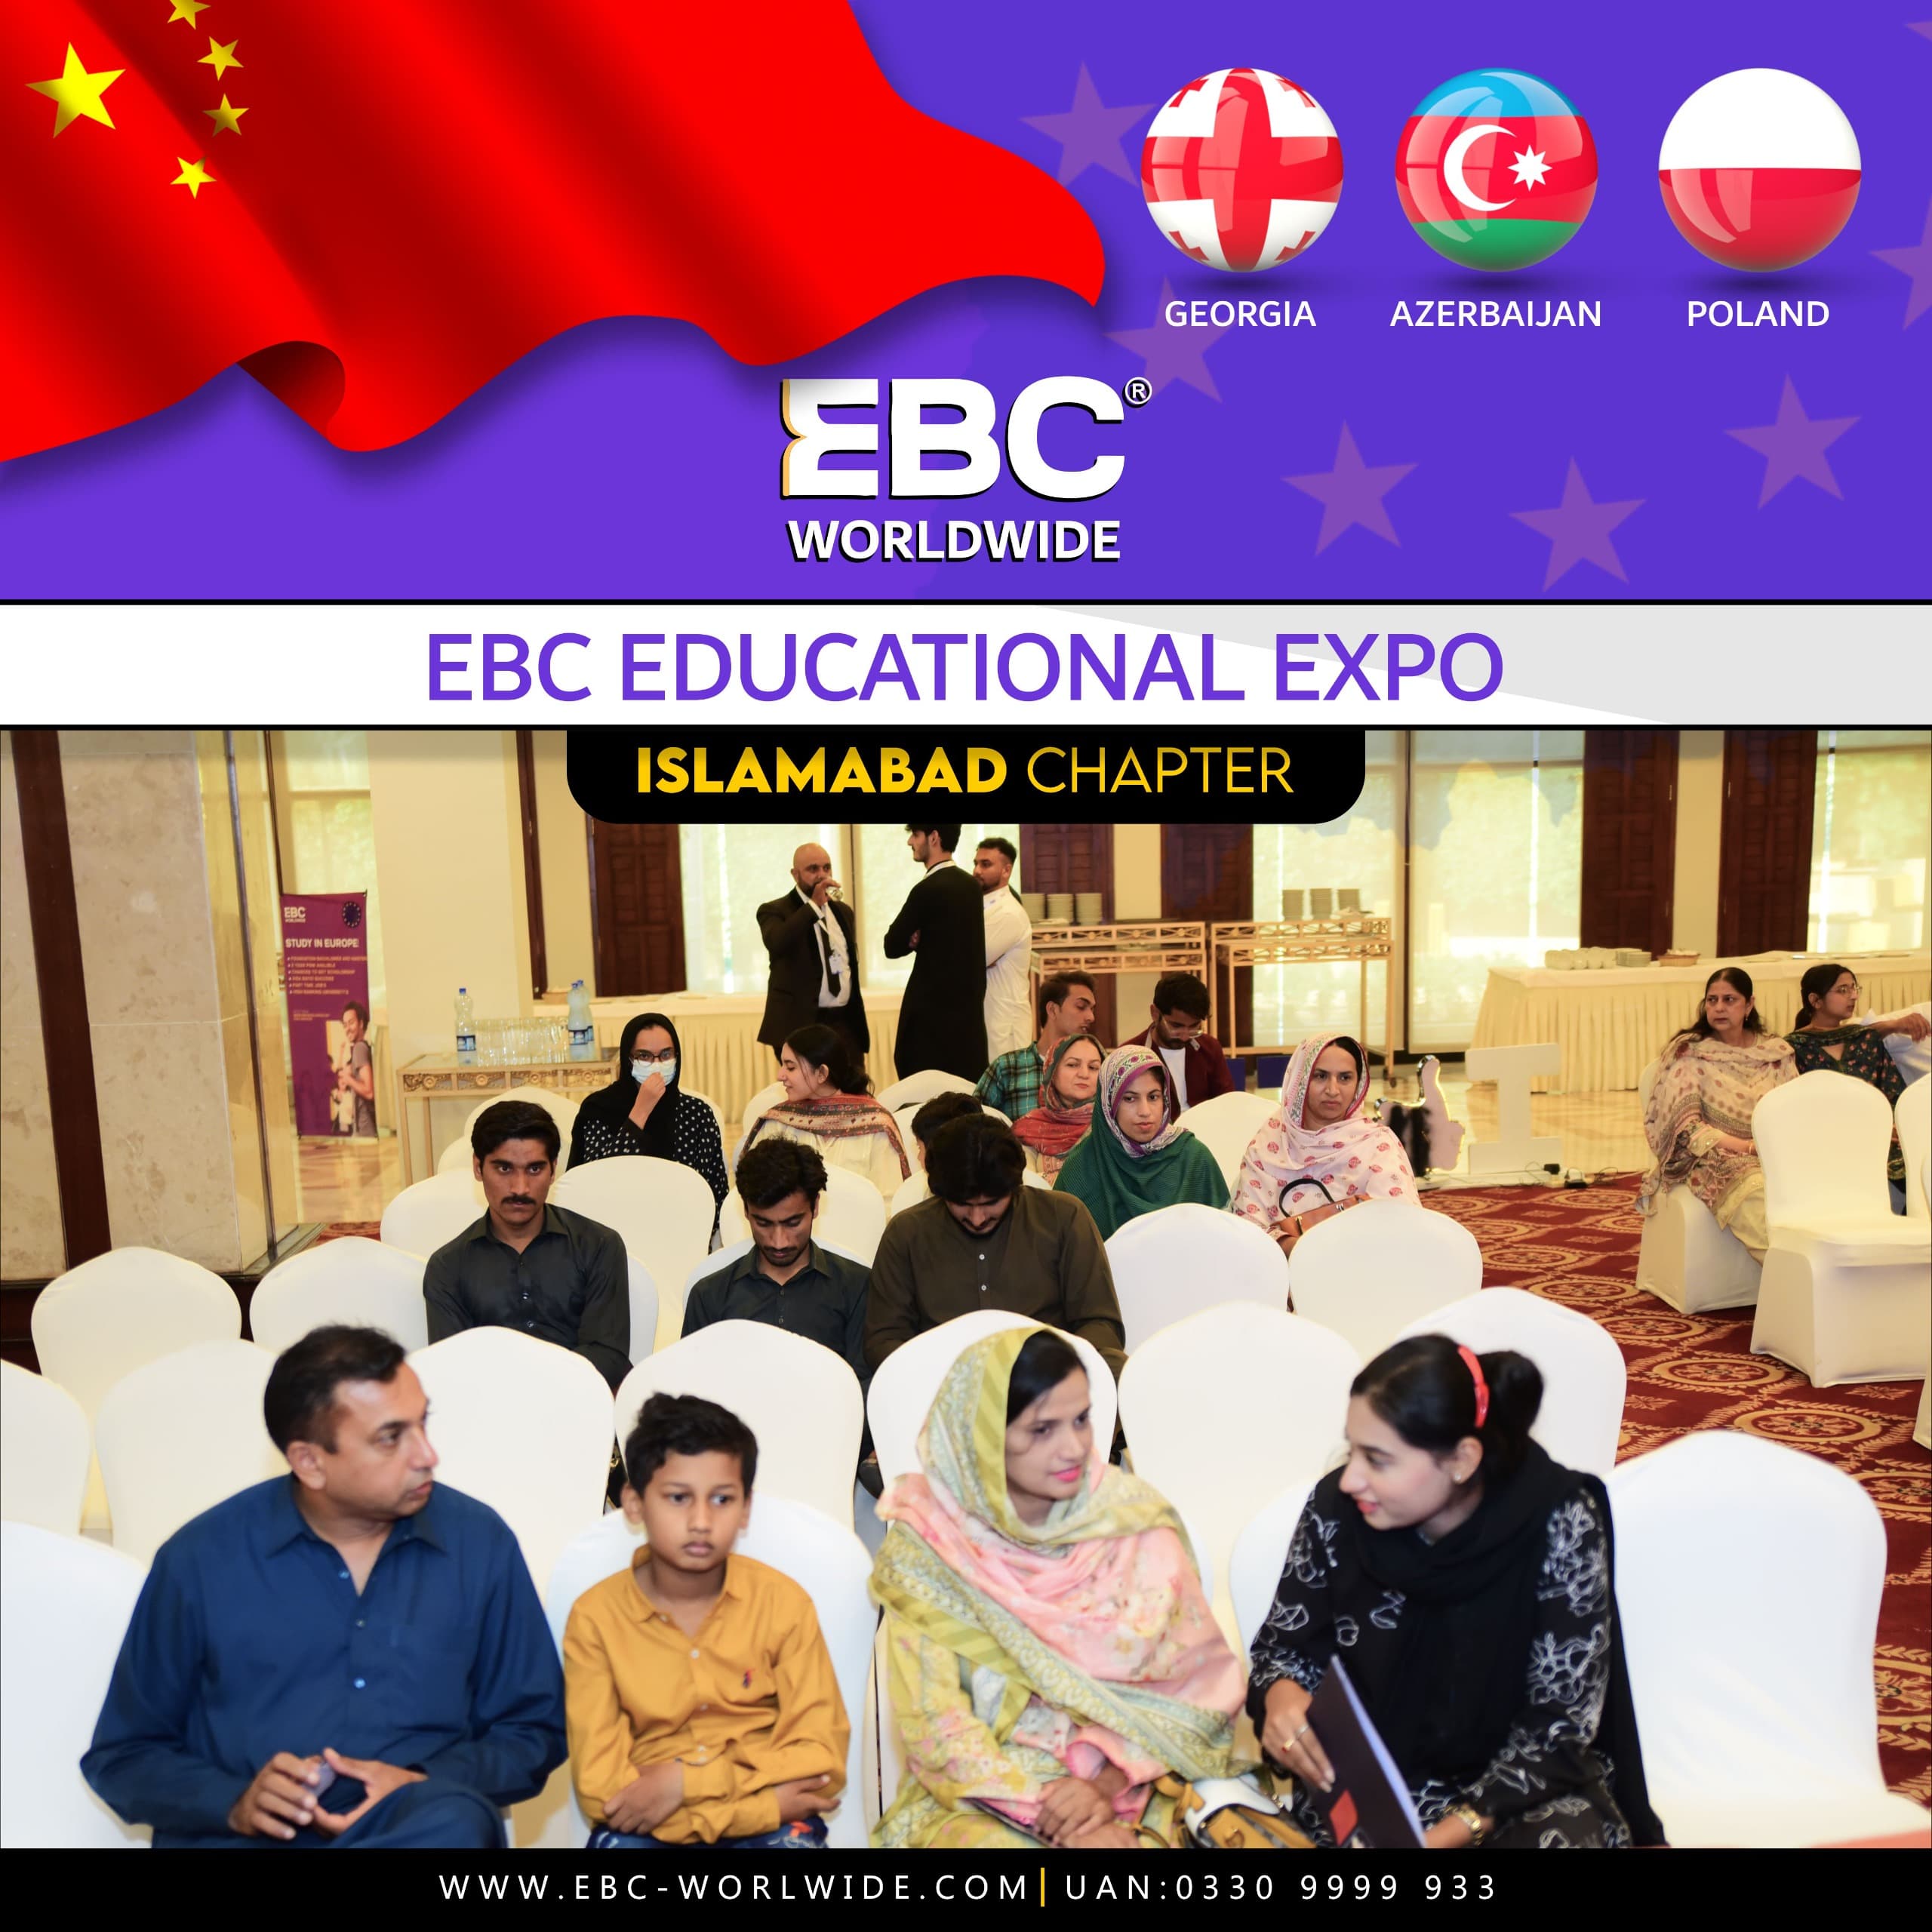 GEORGIA
AZERBAIJAN
POLAND
EBC®
WORLDWIDE
EBC EDUCATIONAL EXPO
ISLAMABAD CHAPTER
EBC
WORLDWIDE
STUDY IN EUROPE
WWW.EBC-WORLWIDE.COM | UAN:0330 9999 933